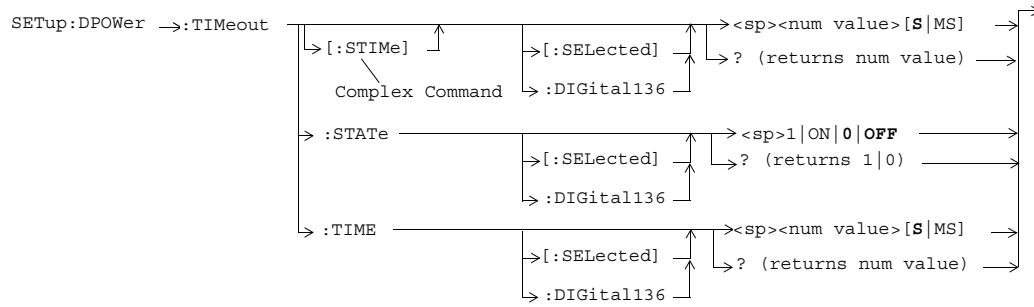 SETup:DPOWer :TIMeout <sp><num value>[S|MS]
[:STIMe] [:SELected] ? (returns num value)
Complex Command :DIGital136
:STATe <sp>1|ON|0|OFF
[:SELected] ? (returns 1|0)
:DIGital136
:TIME <sp><num value>[S|MS]
[:SELected] ? (returns num value)
:DIGital136